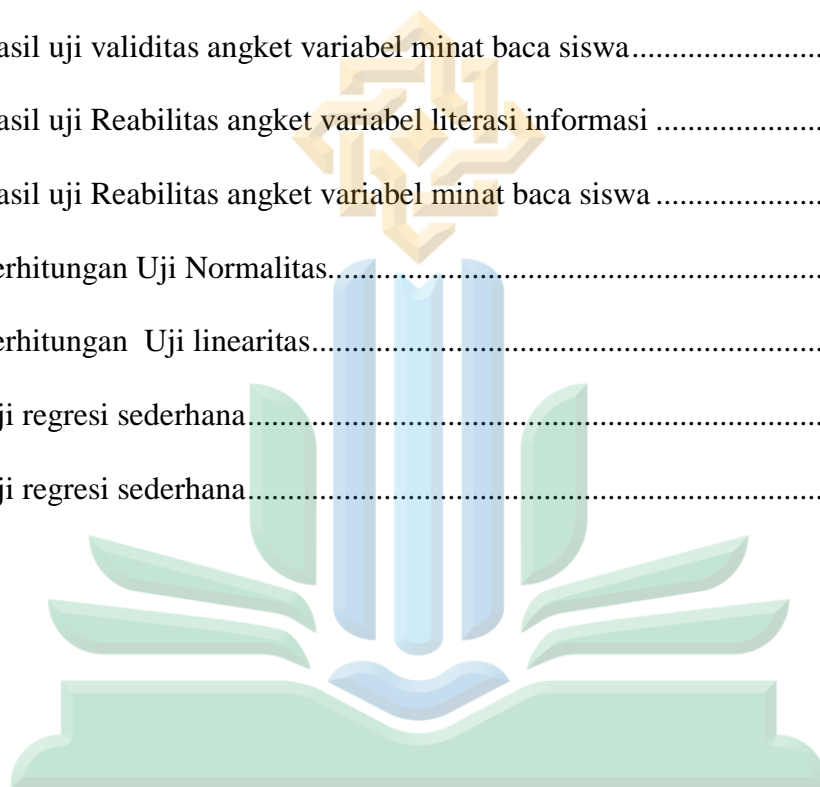 asil uji validitas angket variabel minat baca siswa........................
asil uji Reabilitas angket variabel literasi informasi .....................
asil uji Reabilitas angket variabel minat baca siswa .....................
erhitungan Uji Normalitas...............................................................
erhitungan  Uji linearitas.................................................................
ji regresi sederhana.........................................................................
ji regresi sederhana.........................................................................